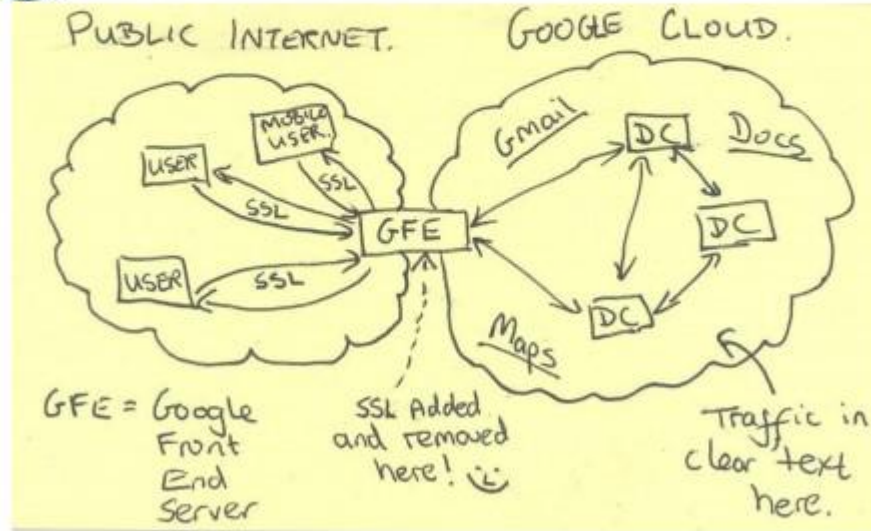 PUBLIC INTERNET.
GOOGLE CLOUD.
MOBILE
USER.
USER
SSL
SSL
GFE
USER
SSL
Gmail
DC
Docs
DC
DC
Maps
GFE = Google
Front
End
Server
SSL Added
and removed
here!
Traffic in
clear text
here.